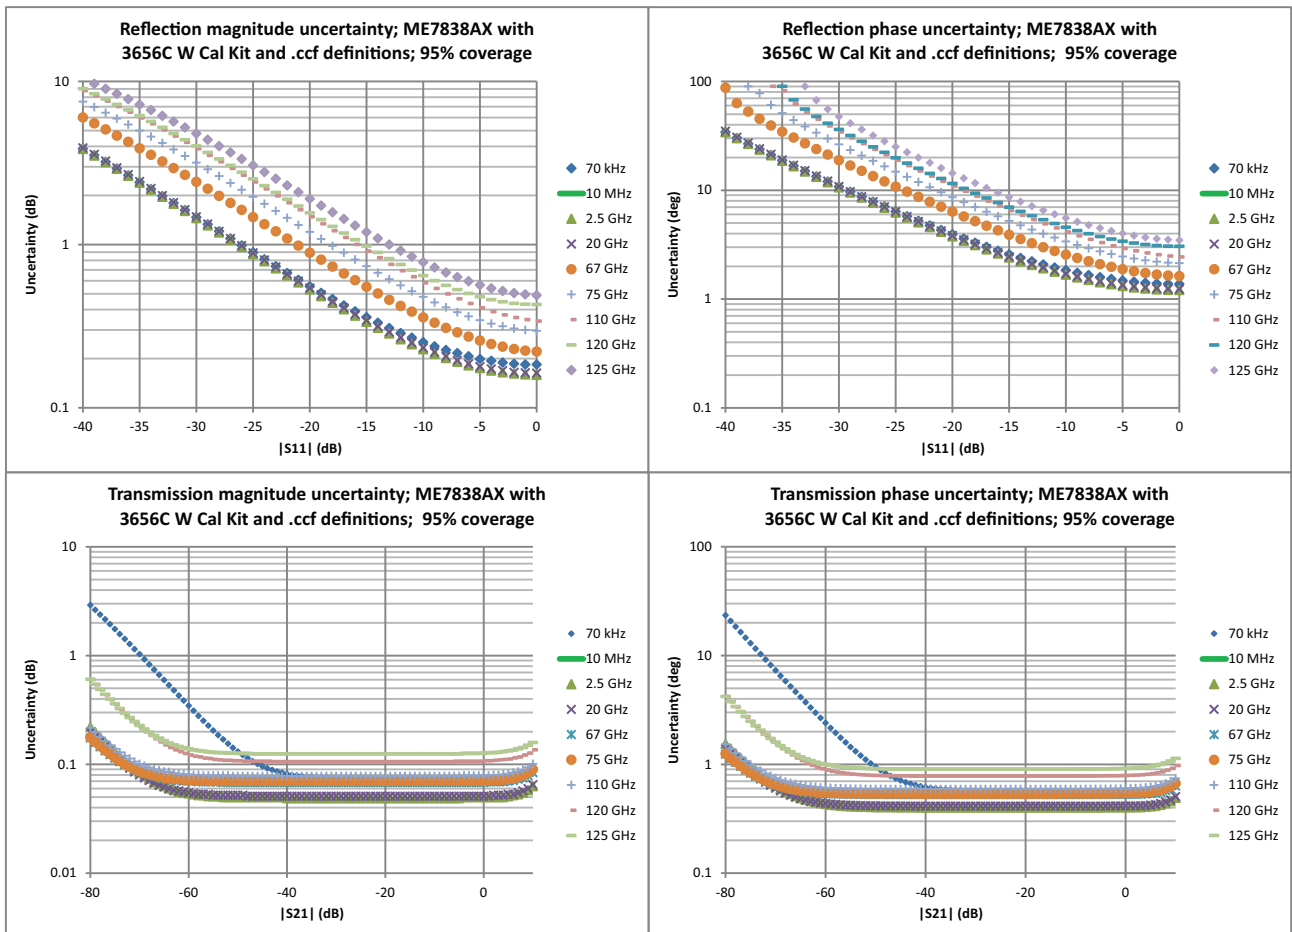 Reflection magnitude uncertainty; ME7838AX with
3656C W Cal Kit and .ccf definitions; 95% coverage
Uncertainty (dB)
10
1
0.1
-40 -35 -30 -25 -20 -15 -10 -5 0
|S11| (dB)
70 kHz
10 MHz
2.5 GHz
20 GHz
67 GHz
75 GHz
110 GHz
120 GHz
125 GHz
Reflection phase uncertainty; ME7838AX with
3656C W Cal Kit and .ccf definitions; 95% coverage
Uncertainty (deg)
100
10
1
0.1
-40 -35 -30 -25 -20 -15 -10 -5 0
|S11| (dB)
70 kHz
10 MHz
2.5 GHz
20 GHz
67 GHz
75 GHz
110 GHz
120 GHz
125 GHz
Transmission magnitude uncertainty; ME7838AX with
3656C W Cal Kit and .ccf definitions; 95% coverage
Uncertainty (dB)
10
1
0.1
0.01
-80 -60 -40 -20 0
|S21| (dB)
70 kHz
10 MHz
2.5 GHz
20 GHz
67 GHz
75 GHz
110 GHz
120 GHz
125 GHz
Transmission phase uncertainty; ME7838AX with
3656C W Cal Kit and .ccf definitions; 95% coverage
Uncertainty (deg)
100
10
1
0.1
-80 -60 -40 -20 0
|S21| (dB)
70 kHz
10 MHz
2.5 GHz
20 GHz
67 GHz
75 GHz
110 GHz
120 GHz
125 GHz